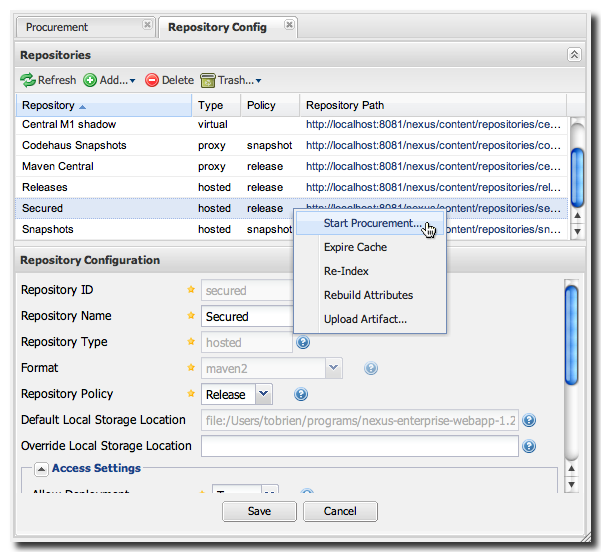 Procurement Repository Config
Repositories
Refresh Add... Delete Trash...
Repository Type Policy Repository Path
Central M1 shadow virtual http://localhost:8081/nexus/content/repositories/ce...
Codehaus Snapshots proxy snapshot http://localhost:8081/nexus/content/repositories/co...
Maven Central proxy release http://localhost:8081/nexus/content/repositories/ce...
Releases hosted release http://localhost:8081/nexus/content/repositories/rel...
Secured hosted release http://localhost:8081/nexus/content/repositories/se...
Snapshots hosted snapshot
Start Procurement...
Expire Cache
Re-Index
Rebuild Attributes
Upload Artifact...
Repository Configuration
Repository ID secured
Repository Name Secured
Repository Type hosted
Format maven2
Repository Policy Release
Default Local Storage Location file:/Users/tobrien/programs/nexus-enterprise-webapp-1.2
Override Local Storage Location
Access Settings
Allow Deployment
Save Cancel